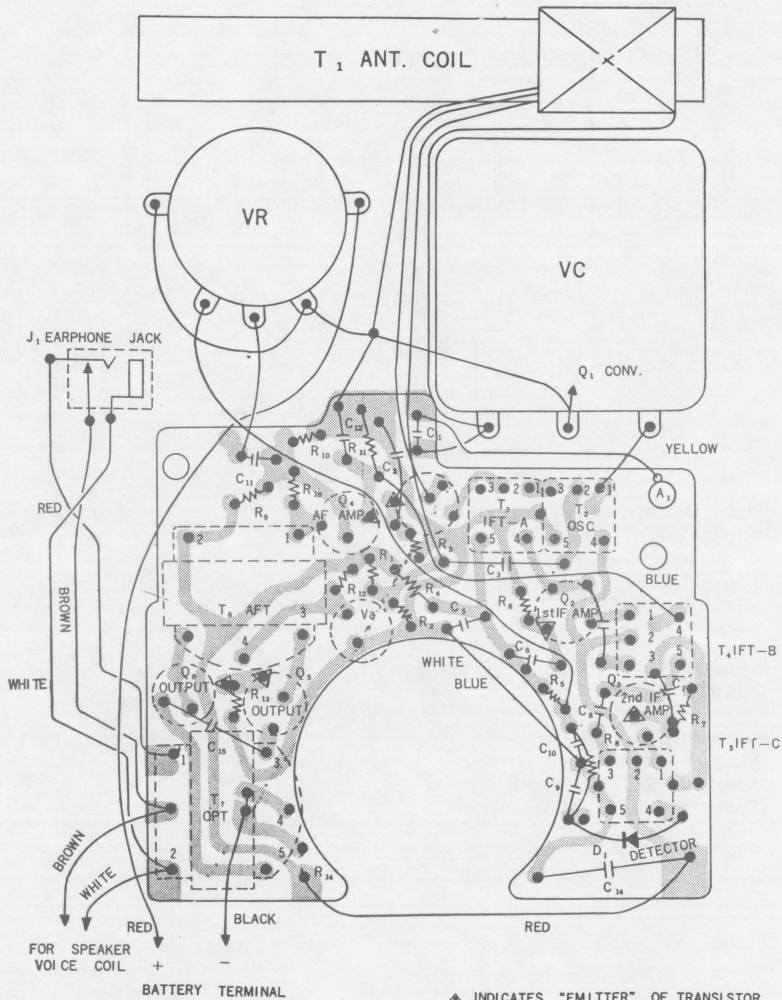 T₁ ANT. COIL
VR
VC
J₁ EARPHONE JACK
Q₁ CONV.
YELLOW
A₁
RED
BROWN
WHITE
C₁₂
C₁
R₁₀
R₁₁
C₂
C₁₁
R₉
R₁₆
Q₄
AF AMP
2
1
3 2 1
T₃
IFT-A
5 4
3 2 1
T₂
OSC
5 4
R₃
C₃
BLUE
R₁
R₁₂
R₄
Va
R₂
C₅
R₆
Q₂
1stIF AMP
T₆ AFT
3
4
WHITE
BLUE
C₆
R₅
1
2
3
4
5
T₄ IFT-B
Q₆
OUTPUT
Q₅
OUTPUT
R₁₃
C₁₅
Q₃
2nd IF
AMP
C₇
R₇
C₈
R₈
C₁₀
C₉
T₅IFT-C
3 2 1
5 4
1
2
T₇
OPT
3
4
5
R₁₄
D₁
DETECTOR
C₁₄
BROWN
WHITE
RED
BLACK
RED
FOR SPEAKER
VOICE COIL
+ −
BATTERY TERMINAL
INDICATES "EMITTER" OF TRANSISTOR